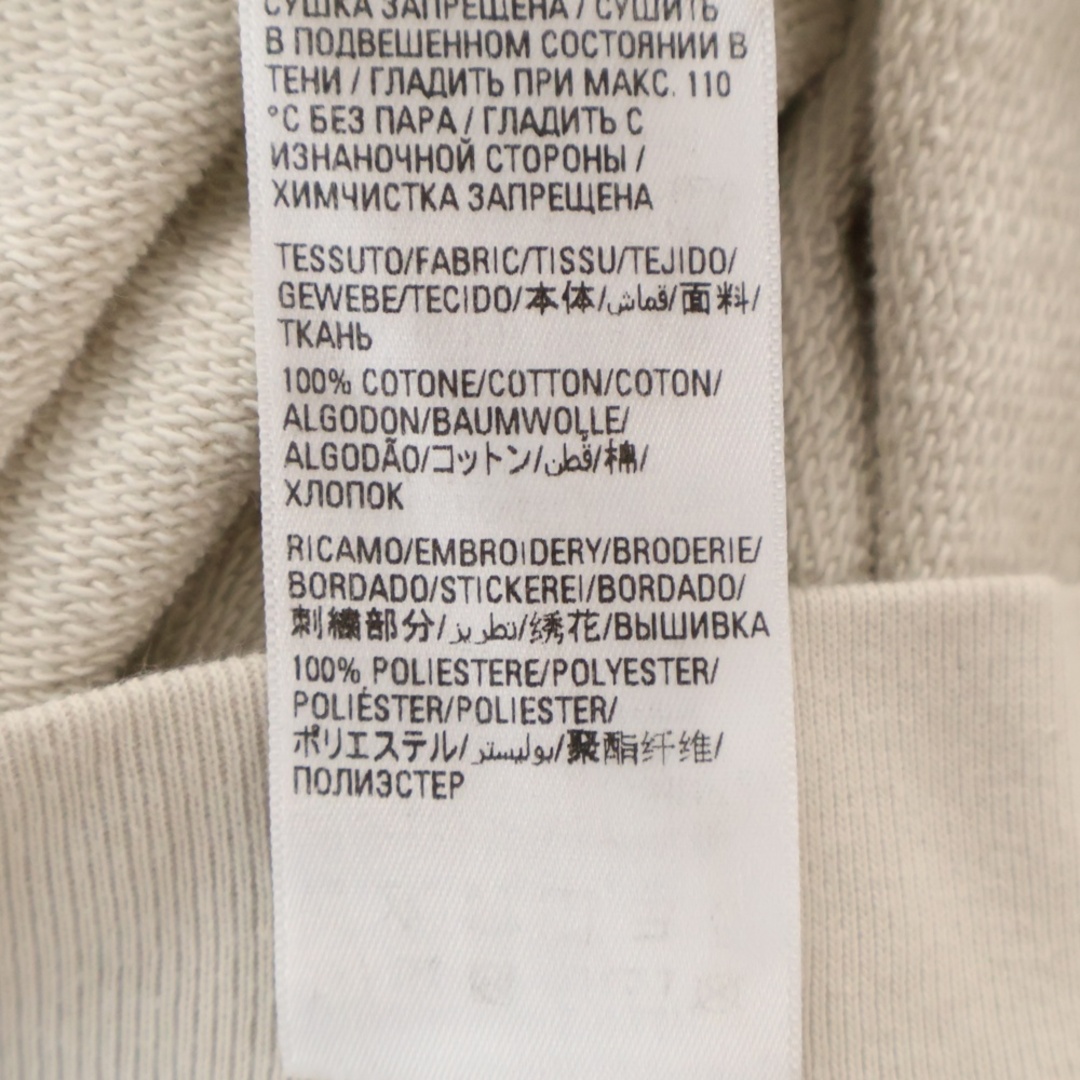 СУШКА ЗАПРЕЩЕНА / СУШИТЬ
В ПОДВЕШЕННОМ СОСТОЯНИИ В
ТЕНИ / ГЛАДИТЬ ПРИ МАКС. 110
°C БЕЗ ПАРА / ГЛАДИТЬ С
ИЗНАНОЧНОЙ СТОРОНЫ /
ХИМЧИСТКА ЗАПРЕЩЕНА
TESSUTO/FABRIC/TISSU/TEJIDO/
GEWEBE/TECIDO/本体/قماش/面料/
ТКАНЬ
100% COTONE/COTTON/COTON/
ALGODON/BAUMWOLLE/
ALGODÃO/コットン/قطن/棉/
ХЛОПОК
RICAMO/EMBROIDERY/BRODERIE/
BORDADO/STICKEREI/BORDADO/
刺繍部分/تطريز/绣花/ВЫШИВКА
100% POLIESTERE/POLYESTER/
POLIÉSTER/POLIESTER/
ポリエステル/بوليستر/聚酯纤维/
ПОЛИЭСТЕР